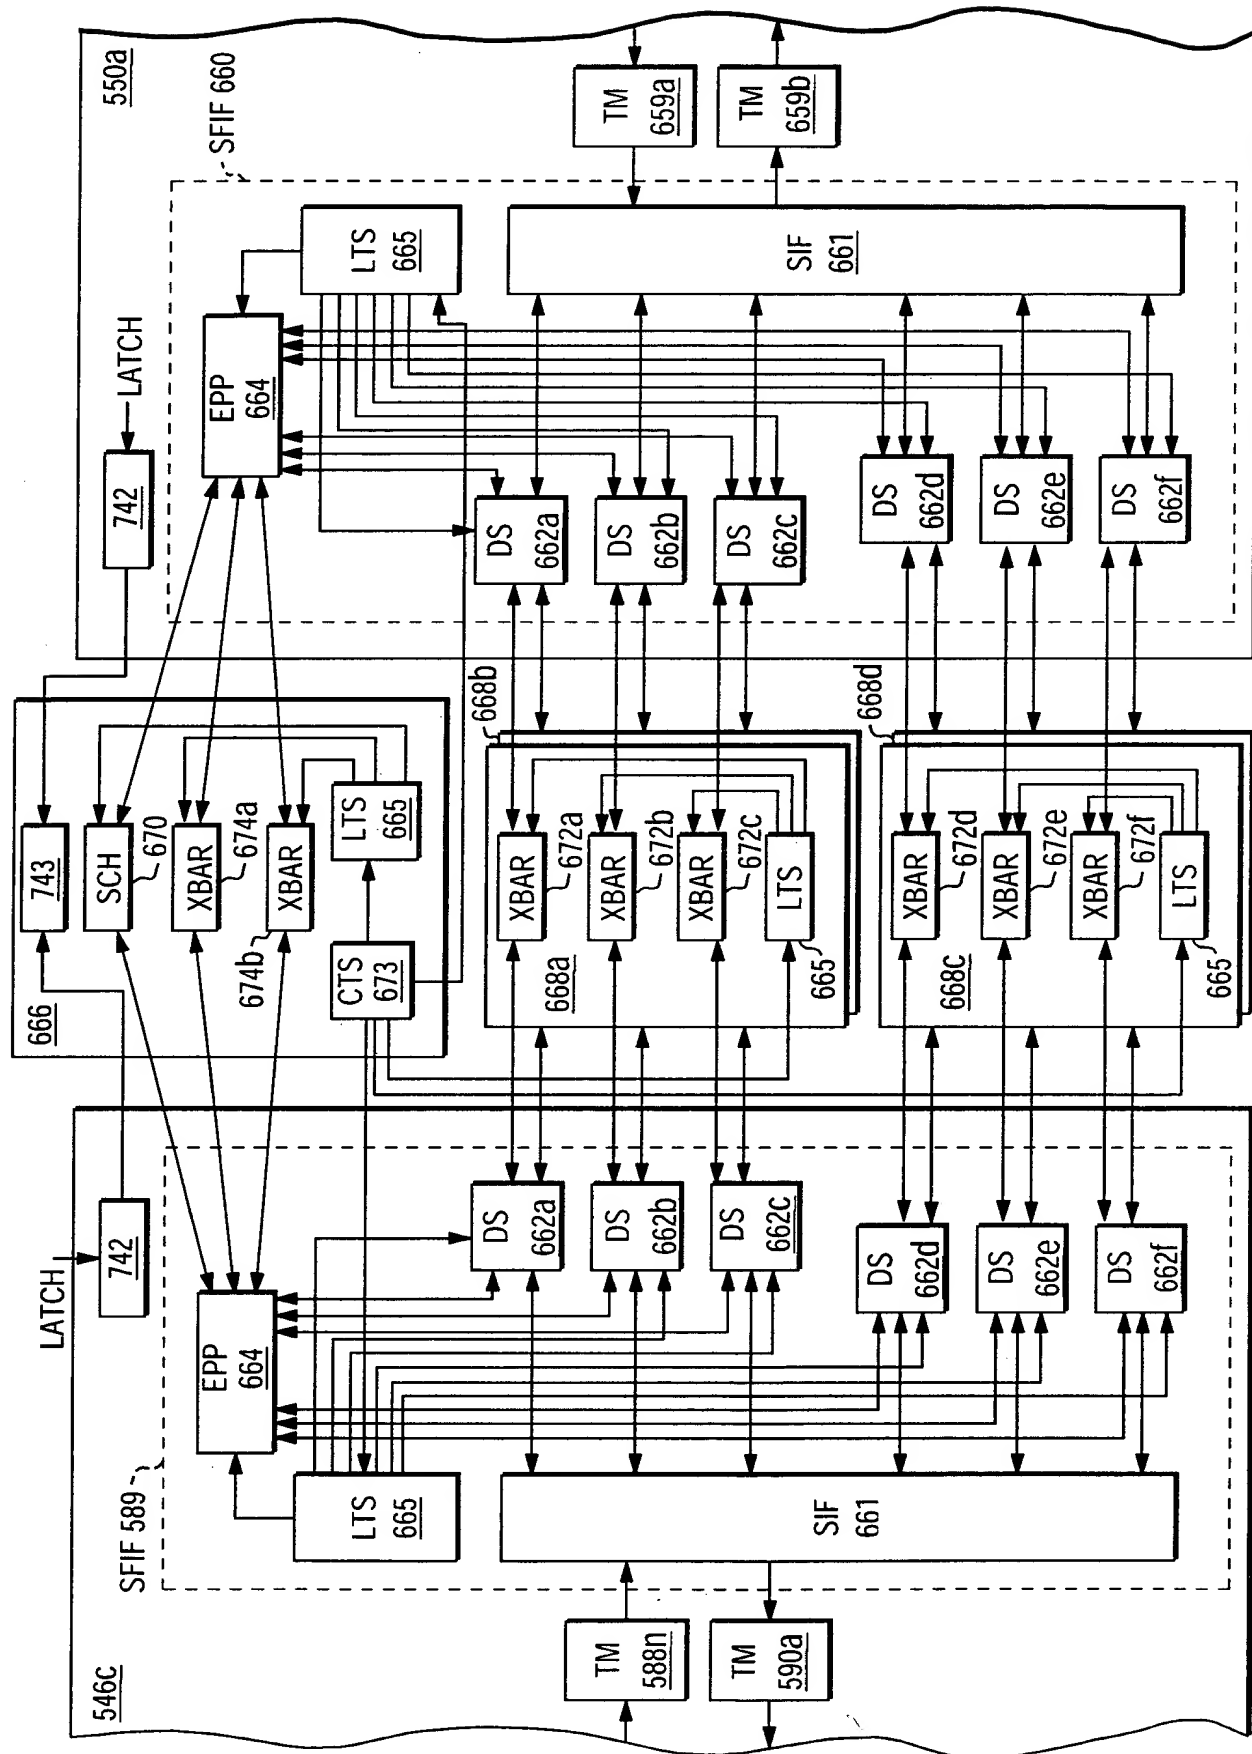 550a
SFIF 660
TM
659a
TM
659b
LTS
665
SIF
661
EPP
664
LATCH
742
DS
662a
DS
662b
DS
662c
DS
662d
DS
662e
DS
662f
666
743
SCH
670
XBAR
674a
XBAR
674b
LTS
665
CTS
673
668b
668a
XBAR
672a
XBAR
672b
XBAR
672c
LTS
665
668d
668c
XBAR
672d
XBAR
672e
XBAR
672f
LTS
665
546c
SFIF 589
LATCH
742
EPP
664
LTS
665
SIF
661
DS
662a
DS
662b
DS
662c
DS
662d
DS
662e
DS
662f
TM
588n
TM
590a